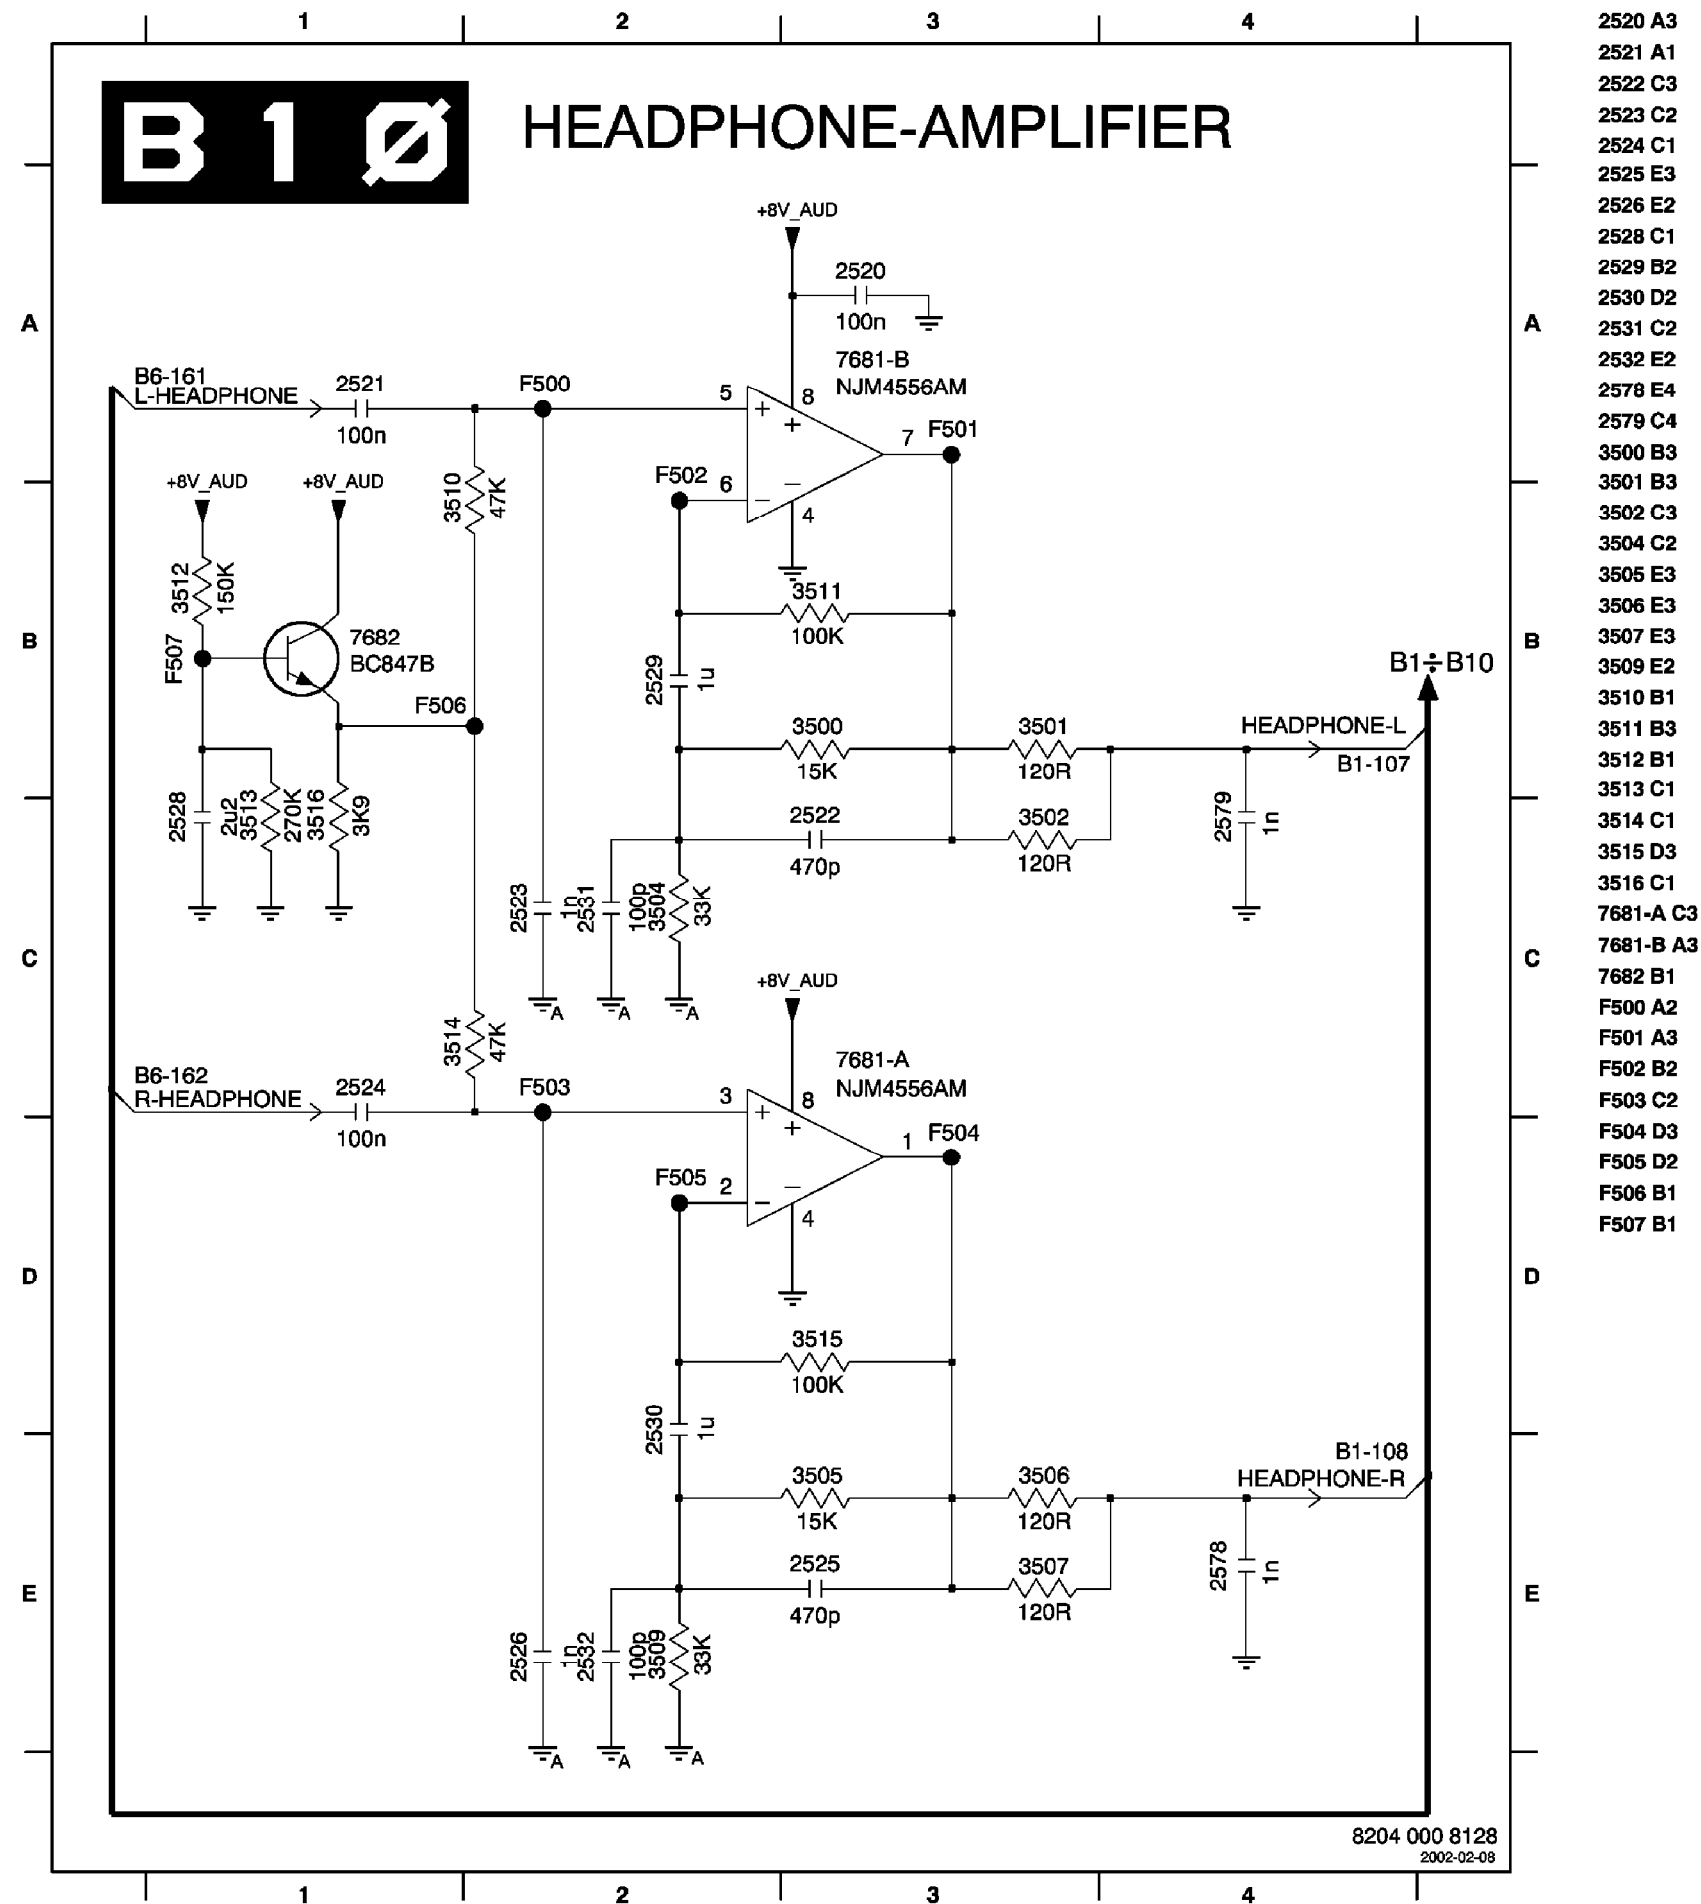 1 2 3 4
B 1 0
HEADPHONE-AMPLIFIER
+8V_AUD
2520
100n
A A
7681-B
NJM4556AM
B6-161
L-HEADPHONE
2521
100n
F500
5 + 8
+
7 F501
F502
6 − −
4
+8V_AUD +8V_AUD
3510
47K
3512
150K
3511
100K
B B
F507
7682
BC847B
2529
1u
F506
B1÷B10
3500
15K
3501
120R
HEADPHONE-L
B1-107
2528
2u2
3513
270K
3516
3K9
2522
470p
3502
120R
2579
1n
2523
1n
2531
100p
3504
33K
C C
A A A
+8V_AUD
3514
47K
7681-A
NJM4556AM
B6-162
R-HEADPHONE
2524
100n
F503
3 + 8
+
1 F504
F505
2 − −
4
D D
3515
100K
2530
1u
B1-108
HEADPHONE-R
3505
15K
3506
120R
2525
470p
3507
120R
2578
1n
E E
2526
1n
2532
100p
3509
33K
A A A
8204 000 8128
2002-02-08
1 2 3 4
2520 A3
2521 A1
2522 C3
2523 C2
2524 C1
2525 E3
2526 E2
2528 C1
2529 B2
2530 D2
2531 C2
2532 E2
2578 E4
2579 C4
3500 B3
3501 B3
3502 C3
3504 C2
3505 E3
3506 E3
3507 E3
3509 E2
3510 B1
3511 B3
3512 B1
3513 C1
3514 C1
3515 D3
3516 C1
7681-A C3
7681-B A3
7682 B1
F500 A2
F501 A3
F502 B2
F503 C2
F504 D3
F505 D2
F506 B1
F507 B1